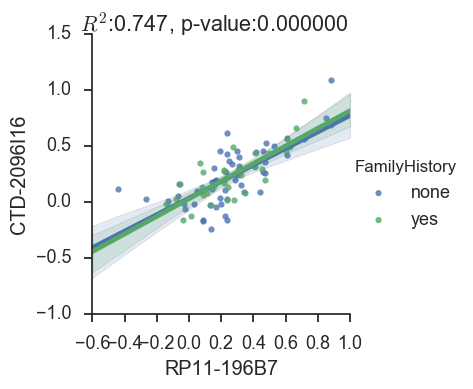 R²:0.747, p-value:0.000000
1.5
1.0
0.5
0.0
−0.5
−1.0
CTD-2096I16
−0.6−0.4−0.2 0.0 0.2 0.4 0.6 0.8 1.0
RP11-196B7
FamilyHistory
none
yes